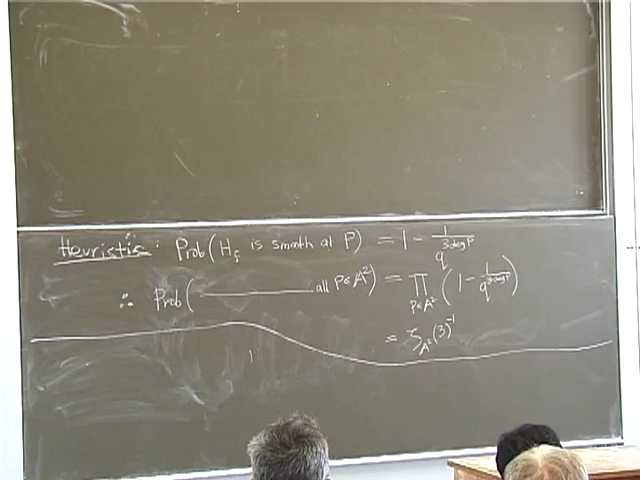 Heuristic: Prob(H_f is smooth at P) = 1 - 1/q^{3 deg P}
∴ Prob( ——— all P∈A²) = ∏_{P∈A²} (1 - 1/q^{3 deg P})
= ζ_{A²}(3)^{-1}